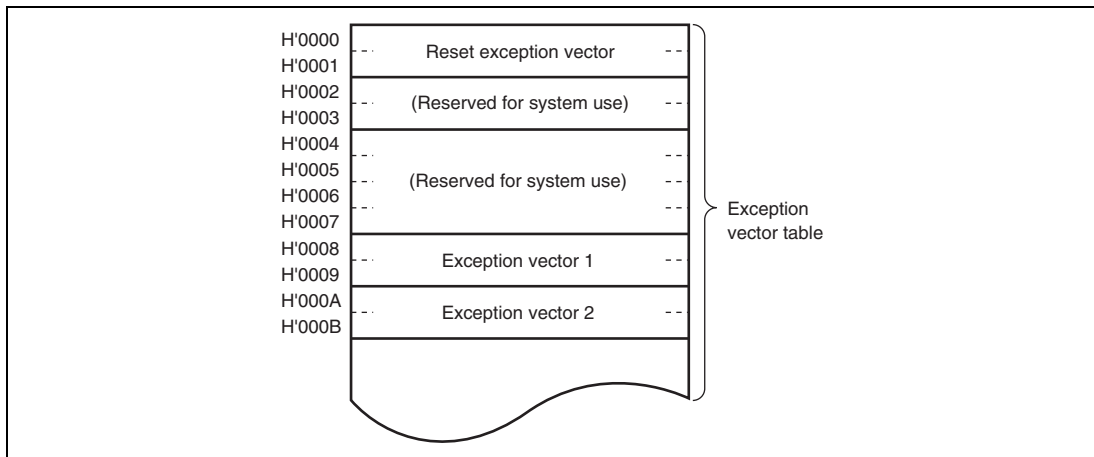 H'0000
H'0001
Reset exception vector
H'0002
H'0003
(Reserved for system use)
H'0004
H'0005
H'0006
H'0007
(Reserved for system use)
H'0008
H'0009
Exception vector 1
H'000A
H'000B
Exception vector 2
Exception
vector table